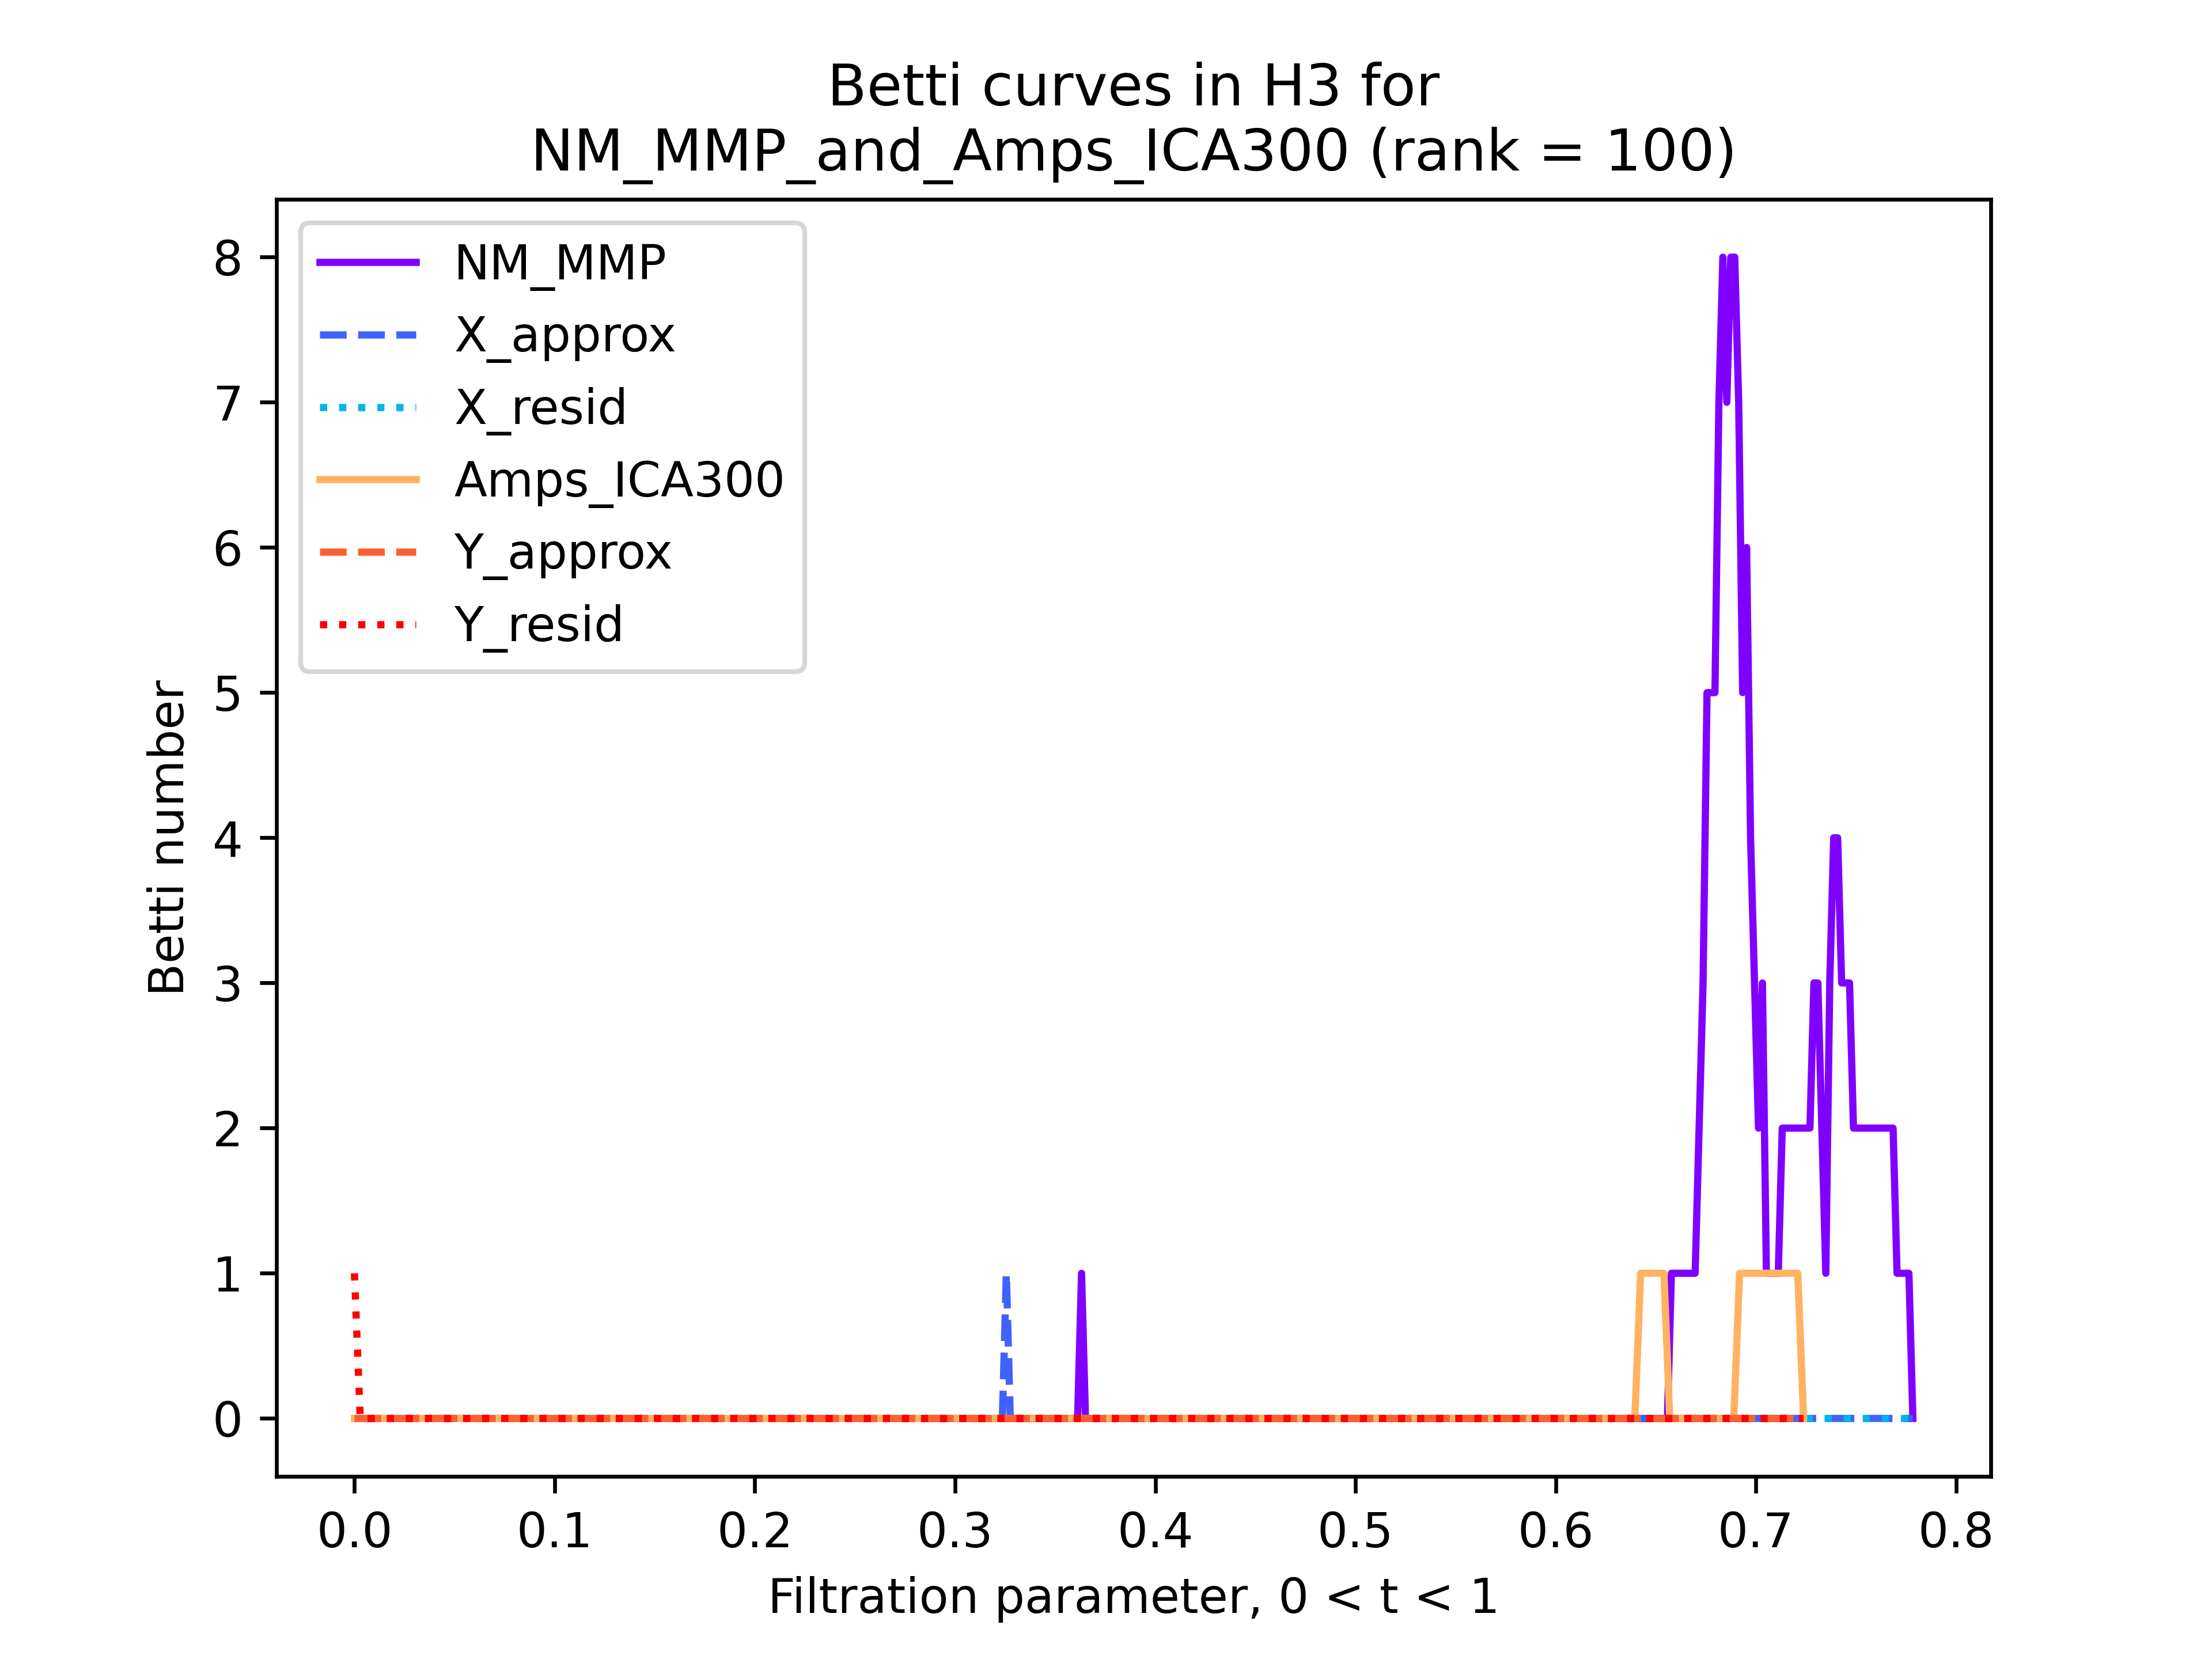 Betti curves in H3 for
NM_MMP_and_Amps_ICA300 (rank = 100)
NM_MMP
X_approx
X_resid
Amps_ICA300
Y_approx
Y_resid
Betti number
8
7
6
5
4
3
2
1
0
0.0 0.1 0.2 0.3 0.4 0.5 0.6 0.7 0.8
Filtration parameter, 0 < t < 1